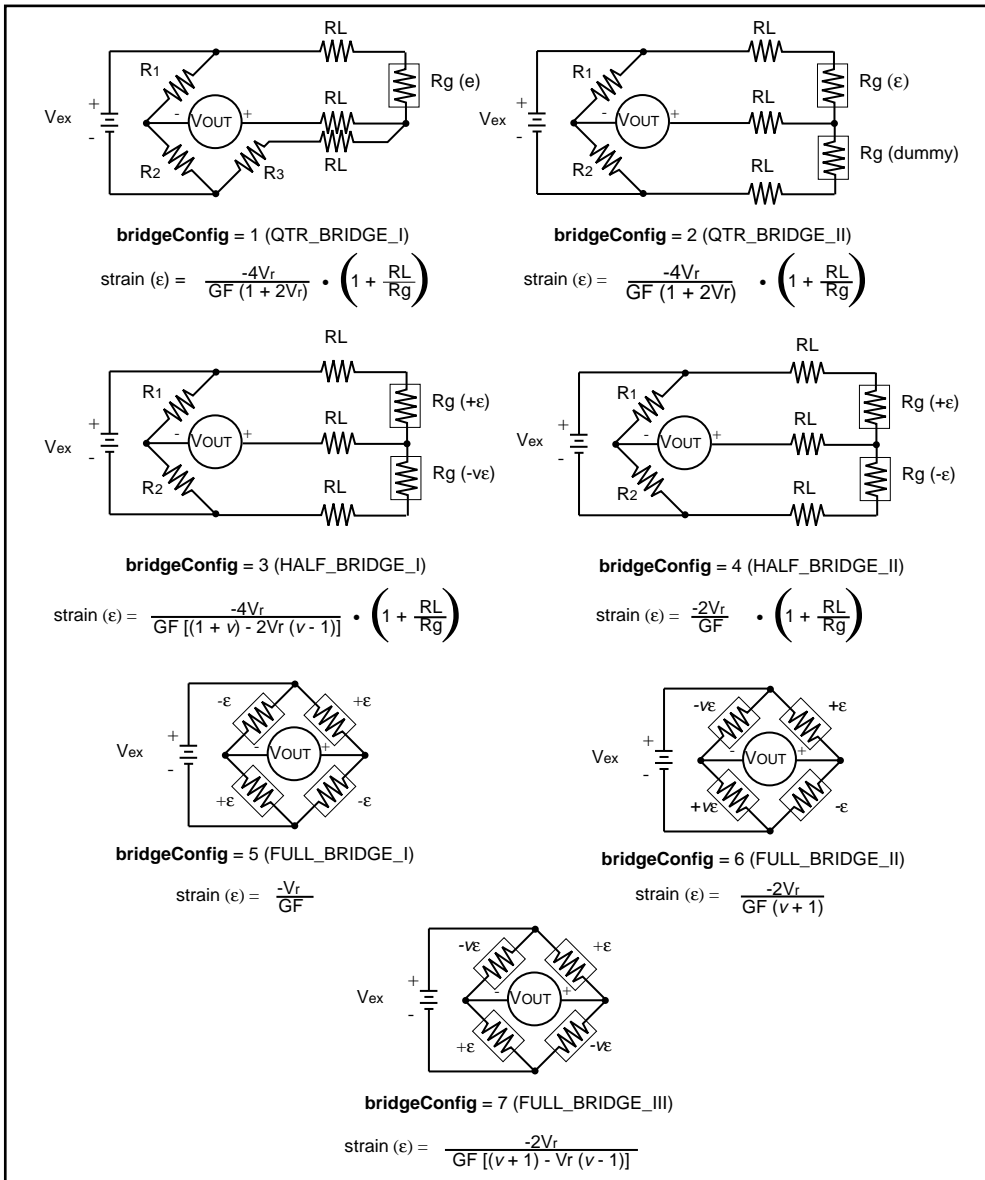 RL
R1
Rg (e)
Vex
+
-
- VOUT +
RL
R2
R3
RL
bridgeConfig = 1 (QTR_BRIDGE_I)
strain (ε) = -4Vr / GF (1 + 2Vr) • (1 + RL / Rg)
RL
R1
Rg (ε)
Vex
+
-
- VOUT +
RL
R2
Rg (dummy)
RL
bridgeConfig = 2 (QTR_BRIDGE_II)
strain (ε) = -4Vr / GF (1 + 2Vr) • (1 + RL / Rg)
RL
R1
Rg (+ε)
Vex
+
-
- VOUT +
RL
R2
Rg (-vε)
RL
bridgeConfig = 3 (HALF_BRIDGE_I)
strain (ε) = -4Vr / GF [(1 + v) - 2Vr (v - 1)] • (1 + RL / Rg)
RL
R1
Rg (+ε)
Vex
+
-
- VOUT +
RL
R2
Rg (-ε)
RL
bridgeConfig = 4 (HALF_BRIDGE_II)
strain (ε) = -2Vr / GF • (1 + RL / Rg)
-ε
+ε
Vex
+
-
- VOUT +
+ε
-ε
bridgeConfig = 5 (FULL_BRIDGE_I)
strain (ε) = -Vr / GF
-vε
+ε
Vex
+
-
- VOUT +
+vε
-ε
bridgeConfig = 6 (FULL_BRIDGE_II)
strain (ε) = -2Vr / GF (v + 1)
-vε
+ε
Vex
+
-
- VOUT +
+ε
-vε
bridgeConfig = 7 (FULL_BRIDGE_III)
strain (ε) = -2Vr / GF [(v + 1) - Vr (v - 1)]